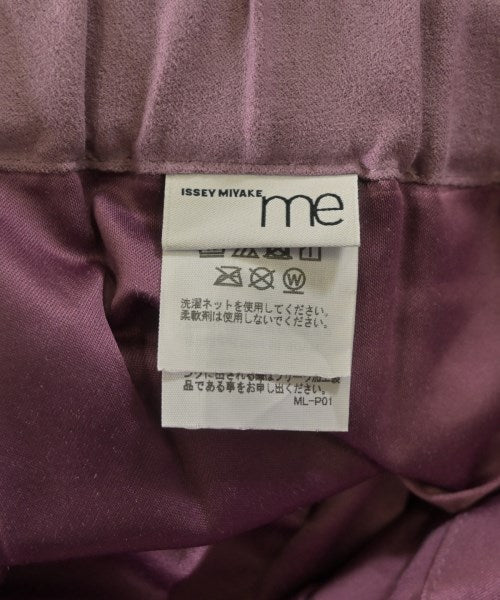 ISSEY MIYAKE me
洗濯ネットを使用してください。
柔軟剤は使用しないでください。
品である事をお申し出ください。
ML-P01